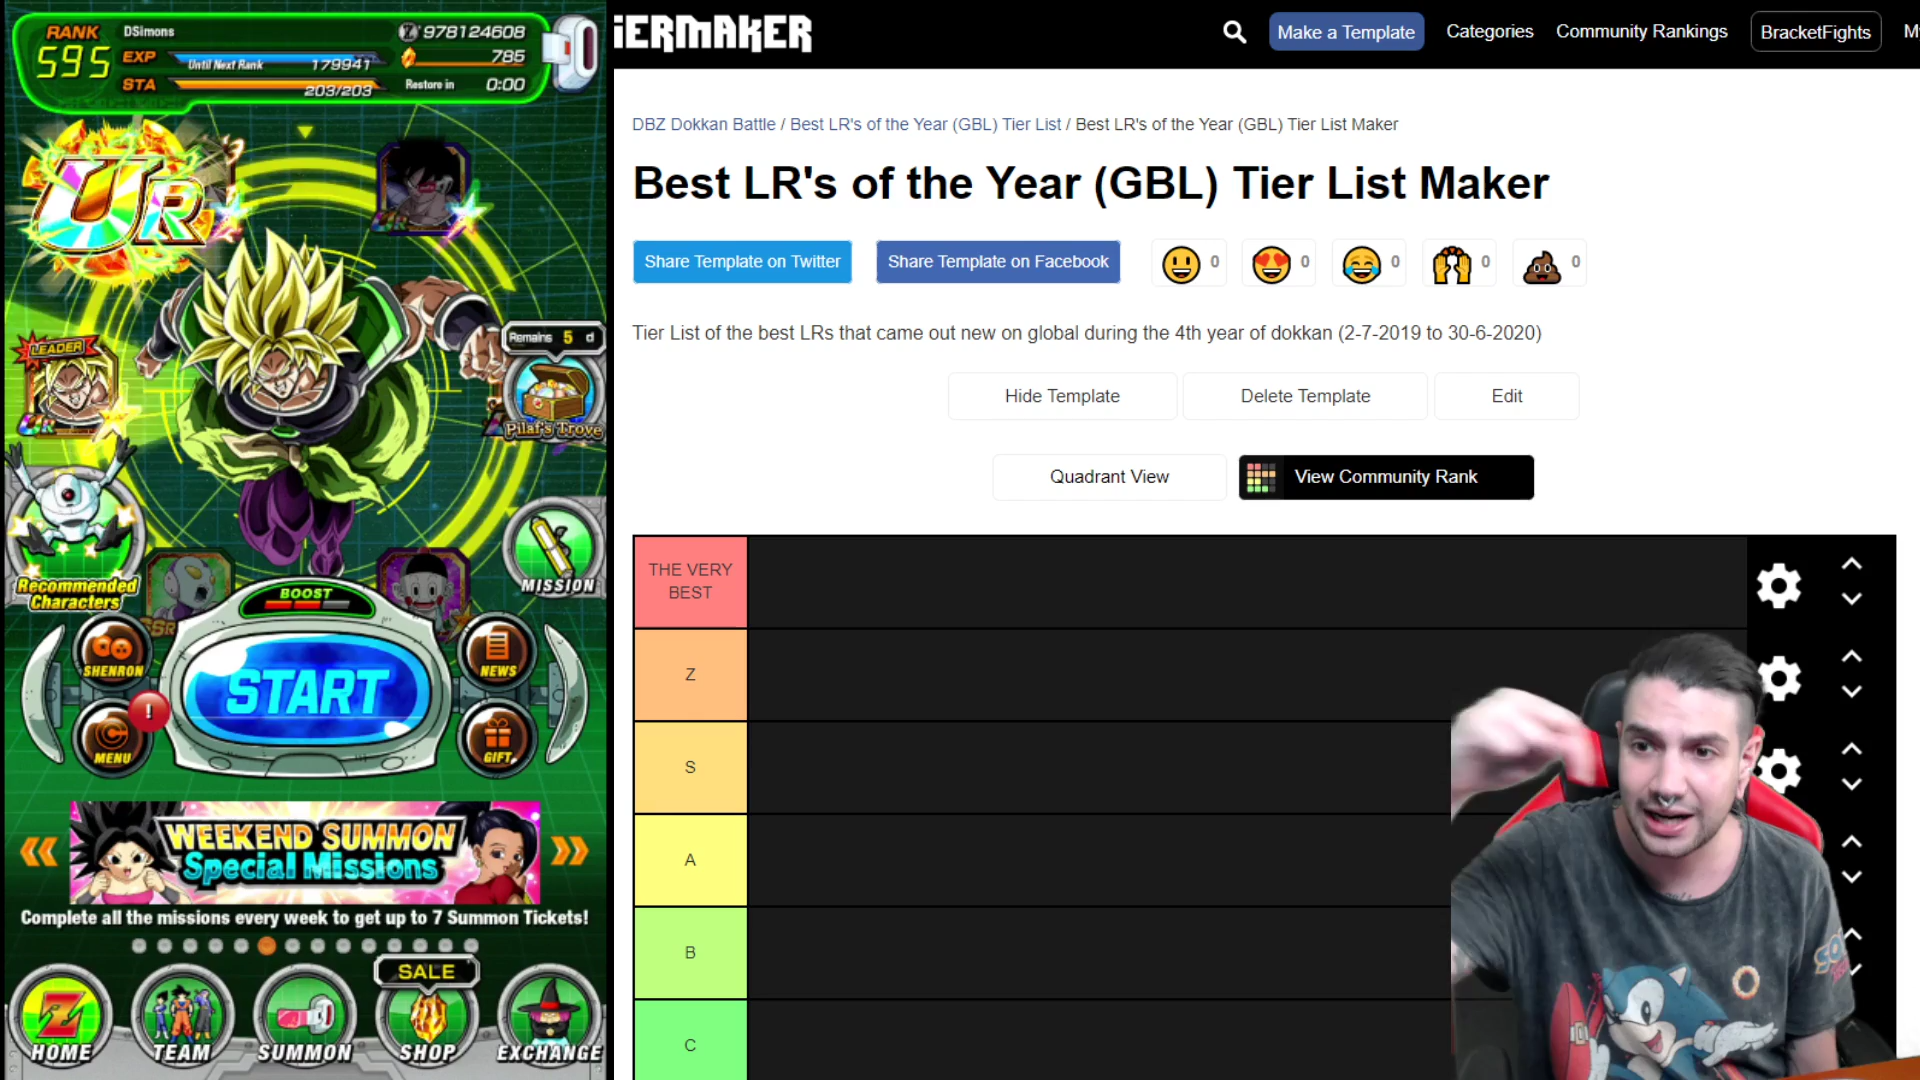 RANK
595
DSimons
978124608
EXP
Until Next Rank
179941
785
STA
203/203
Restore in
0:00
UR
LEADER
UR
Remains 5 d
Pilaf's Trove
Recommended
Characters
MISSION
SSR
BOOST
SHENRON
START
NEWS
!
MENU
GIFT
WEEKEND SUMMON
Special Missions
Complete all the missions every week to get up to 7 Summon Tickets!
SALE
HOME
TEAM
SUMMON
SHOP
EXCHANGE
iERMAKER
Make a Template
Categories
Community Rankings
BracketFights
DBZ Dokkan Battle / Best LR's of the Year (GBL) Tier List / Best LR's of the Year (GBL) Tier List Maker
Best LR's of the Year (GBL) Tier List Maker
Share Template on Twitter
Share Template on Facebook
0
0
0
0
0
Tier List of the best LRs that came out new on global during the 4th year of dokkan (2-7-2019 to 30-6-2020)
Hide Template
Delete Template
Edit
Quadrant View
View Community Rank
THE VERY
BEST
Z
S
A
B
C